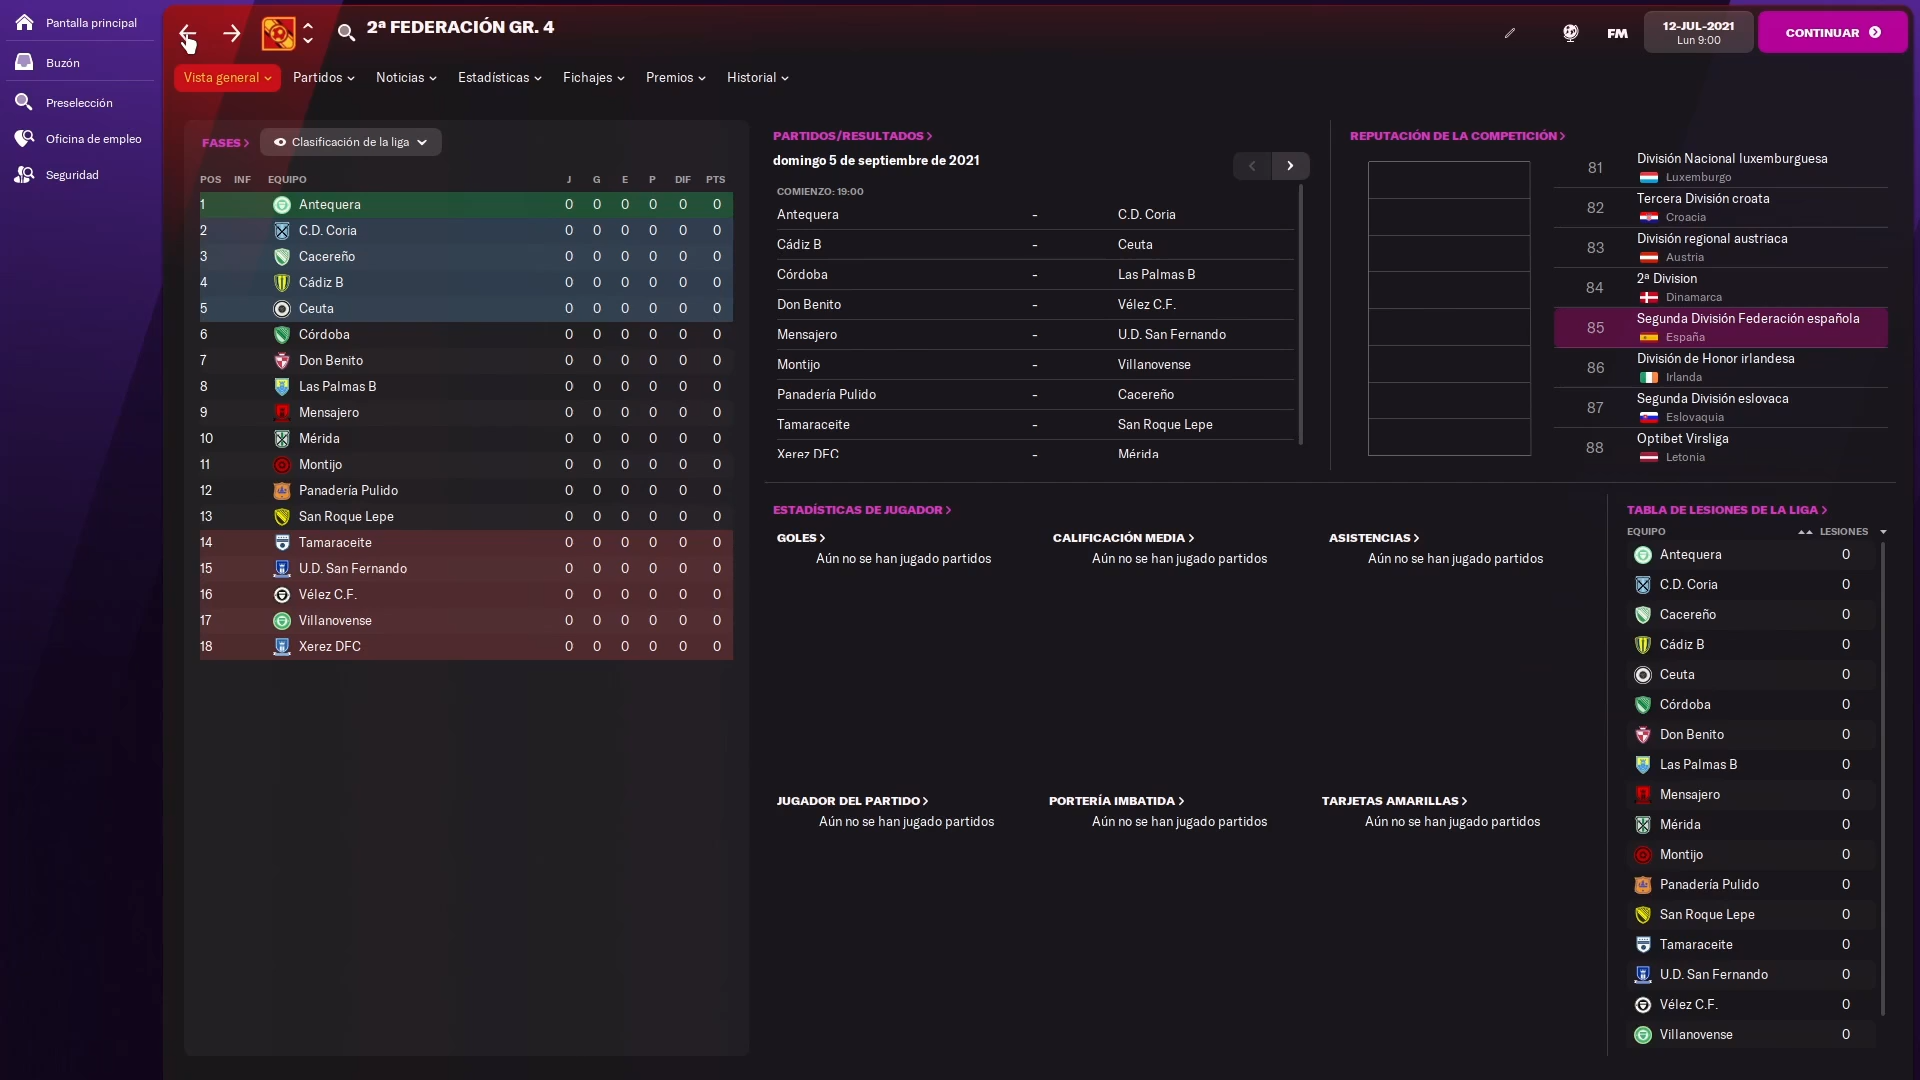 Pantalla principal
Buzón
Preselección
Oficina de empleo
Seguridad
2ª FEDERACIÓN GR. 4
FM
12-JUL-2021
Lun 9:00
CONTINUAR
Vista general
Partidos
Noticias
Estadísticas
Fichajes
Premios
Historial
FASES
Clasificación de la liga
POS INF EQUIPO J G E P DIF PTS
1 Antequera 0 0 0 0 0 0
2 C.D. Coria 0 0 0 0 0 0
3 Cacereño 0 0 0 0 0 0
4 Cádiz B 0 0 0 0 0 0
5 Ceuta 0 0 0 0 0 0
6 Córdoba 0 0 0 0 0 0
7 Don Benito 0 0 0 0 0 0
8 Las Palmas B 0 0 0 0 0 0
9 Mensajero 0 0 0 0 0 0
10 Mérida 0 0 0 0 0 0
11 Montijo 0 0 0 0 0 0
12 Panadería Pulido 0 0 0 0 0 0
13 San Roque Lepe 0 0 0 0 0 0
14 Tamaraceite 0 0 0 0 0 0
15 U.D. San Fernando 0 0 0 0 0 0
16 Vélez C.F. 0 0 0 0 0 0
17 Villanovense 0 0 0 0 0 0
18 Xerez DFC 0 0 0 0 0 0
PARTIDOS/RESULTADOS
domingo 5 de septiembre de 2021
COMIENZO: 19:00
Antequera - C.D. Coria
Cádiz B - Ceuta
Córdoba - Las Palmas B
Don Benito - Vélez C.F.
Mensajero - U.D. San Fernando
Montijo - Villanovense
Panadería Pulido - Cacereño
Tamaraceite - San Roque Lepe
Xerez DFC - Mérida
REPUTACIÓN DE LA COMPETICIÓN
81 División Nacional luxemburguesa
Luxemburgo
82 Tercera División croata
Croacia
83 División regional austriaca
Austria
84 2ª Division
Dinamarca
85 Segunda División Federación española
España
86 División de Honor irlandesa
Irlanda
87 Segunda División eslovaca
Eslovaquia
88 Optibet Virsliga
Letonia
ESTADÍSTICAS DE JUGADOR
GOLES
Aún no se han jugado partidos
CALIFICACIÓN MEDIA
Aún no se han jugado partidos
ASISTENCIAS
Aún no se han jugado partidos
JUGADOR DEL PARTIDO
Aún no se han jugado partidos
PORTERÍA IMBATIDA
Aún no se han jugado partidos
TARJETAS AMARILLAS
Aún no se han jugado partidos
TABLA DE LESIONES DE LA LIGA
EQUIPO LESIONES
Antequera 0
C.D. Coria 0
Cacereño 0
Cádiz B 0
Ceuta 0
Córdoba 0
Don Benito 0
Las Palmas B 0
Mensajero 0
Mérida 0
Montijo 0
Panadería Pulido 0
San Roque Lepe 0
Tamaraceite 0
U.D. San Fernando 0
Vélez C.F. 0
Villanovense 0